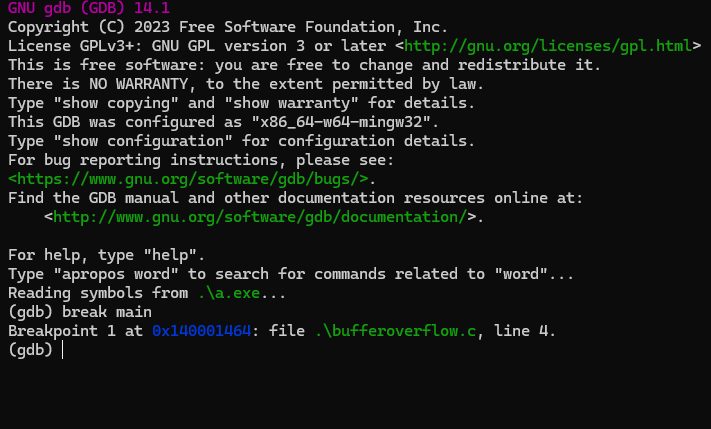 GNU gdb (GDB) 14.1
Copyright (C) 2023 Free Software Foundation, Inc.
License GPLv3+: GNU GPL version 3 or later <http://gnu.org/licenses/gpl.html>
This is free software: you are free to change and redistribute it.
There is NO WARRANTY, to the extent permitted by law.
Type "show copying" and "show warranty" for details.
This GDB was configured as "x86_64-w64-mingw32".
Type "show configuration" for configuration details.
For bug reporting instructions, please see:
<https://www.gnu.org/software/gdb/bugs/>.
Find the GDB manual and other documentation resources online at:
    <http://www.gnu.org/software/gdb/documentation/>.

For help, type "help".
Type "apropos word" to search for commands related to "word"...
Reading symbols from .\a.exe...
(gdb) break main
Breakpoint 1 at 0x140001464: file .\bufferoverflow.c, line 4.
(gdb)